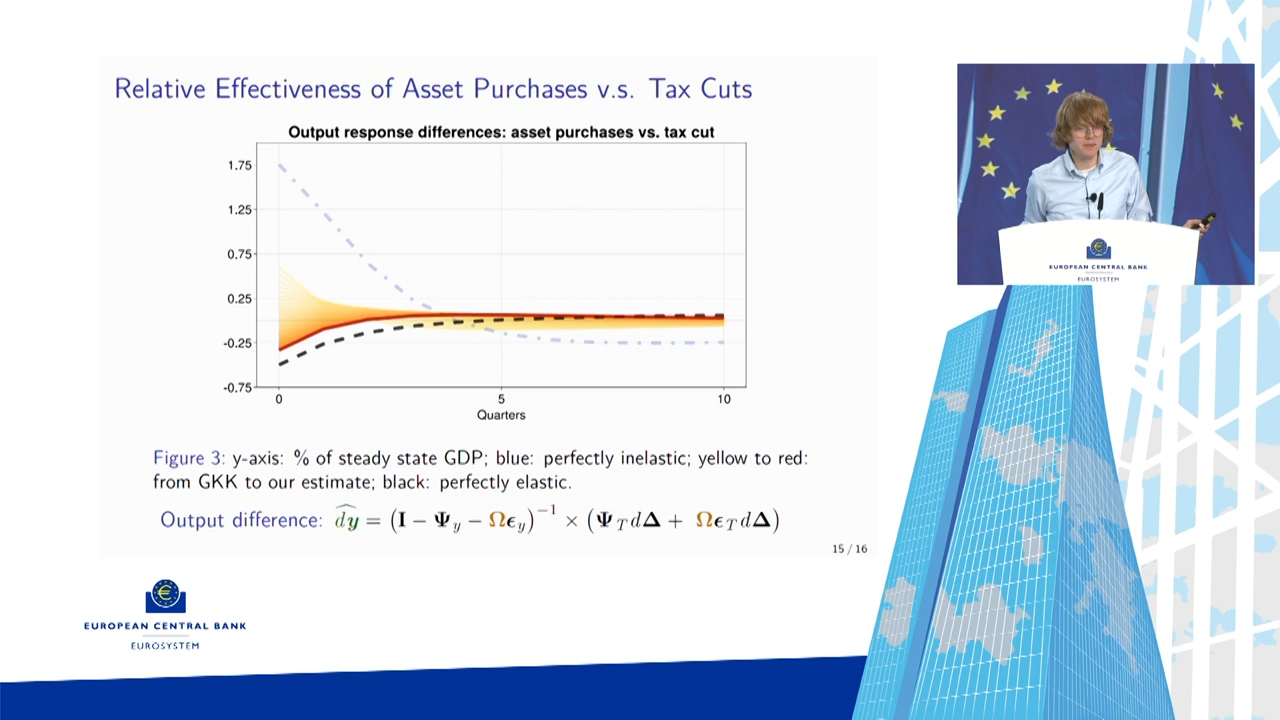 Relative Effectiveness of Asset Purchases v.s. Tax Cuts
Output response differences: asset purchases vs. tax cut
1.75
1.25
0.75
0.25
-0.25
-0.75
0
5
10
Quarters
Figure 3: y-axis: % of steady state GDP; blue: perfectly inelastic; yellow to red:
from GKK to our estimate; black: perfectly elastic.
Output difference: \widehat{dy} = (I − Ψ_y − Ωϵ_y)^{−1} × (Ψ_T dΔ + Ωϵ_T dΔ)
15 / 16
EUROPEAN CENTRAL BANK
EUROSYSTEM
EUROPEAN CENTRAL BANK
EUROSYSTEM